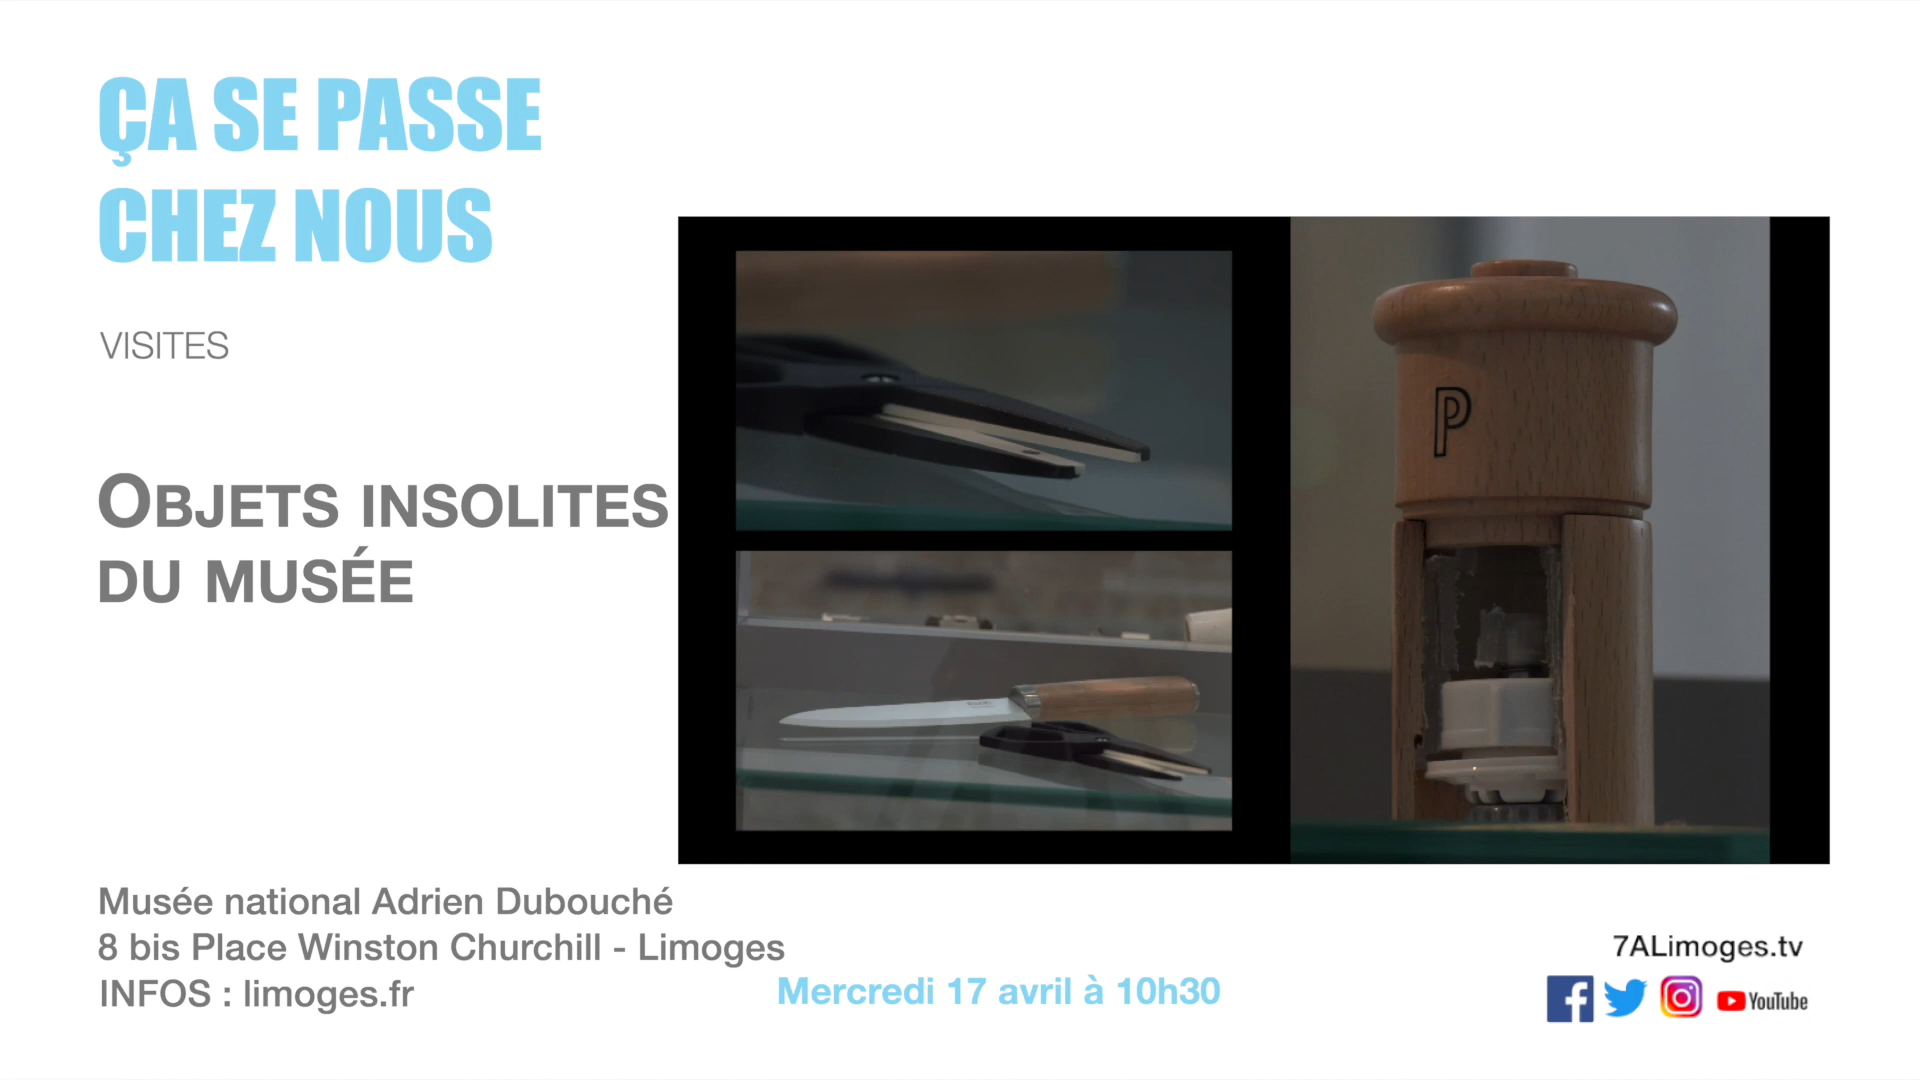 ÇA SE PASSE
CHEZ NOUS
VISITES
OBJETS INSOLITES
DU MUSÉE
P
Musée national Adrien Dubouché
8 bis Place Winston Churchill - Limoges
INFOS : limoges.fr
Mercredi 17 avril à 10h30
7ALimoges.tv
YouTube